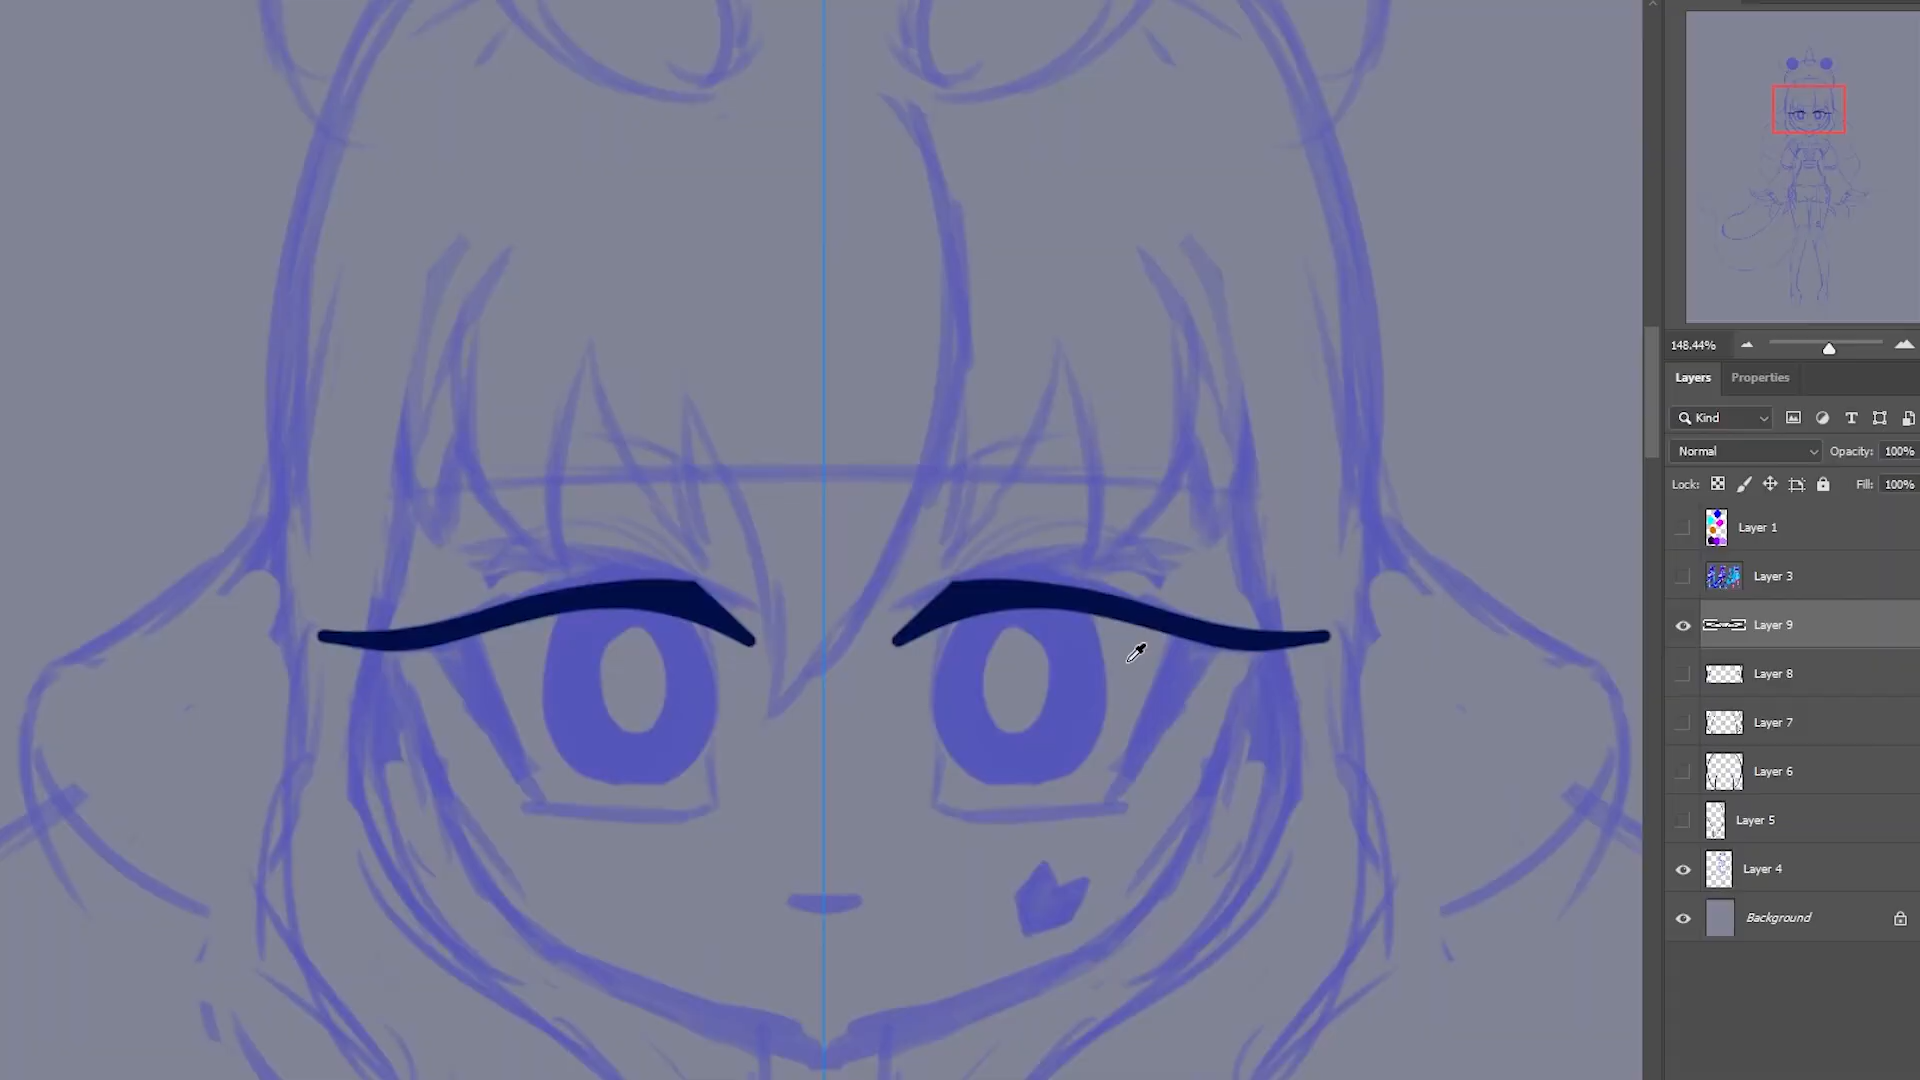 148.44%
Layers Properties
Kind
Normal Opacity: 100%
Lock: Fill: 100%
Layer 1
Layer 3
Layer 9
Layer 8
Layer 7
Layer 6
Layer 5
Layer 4
Background